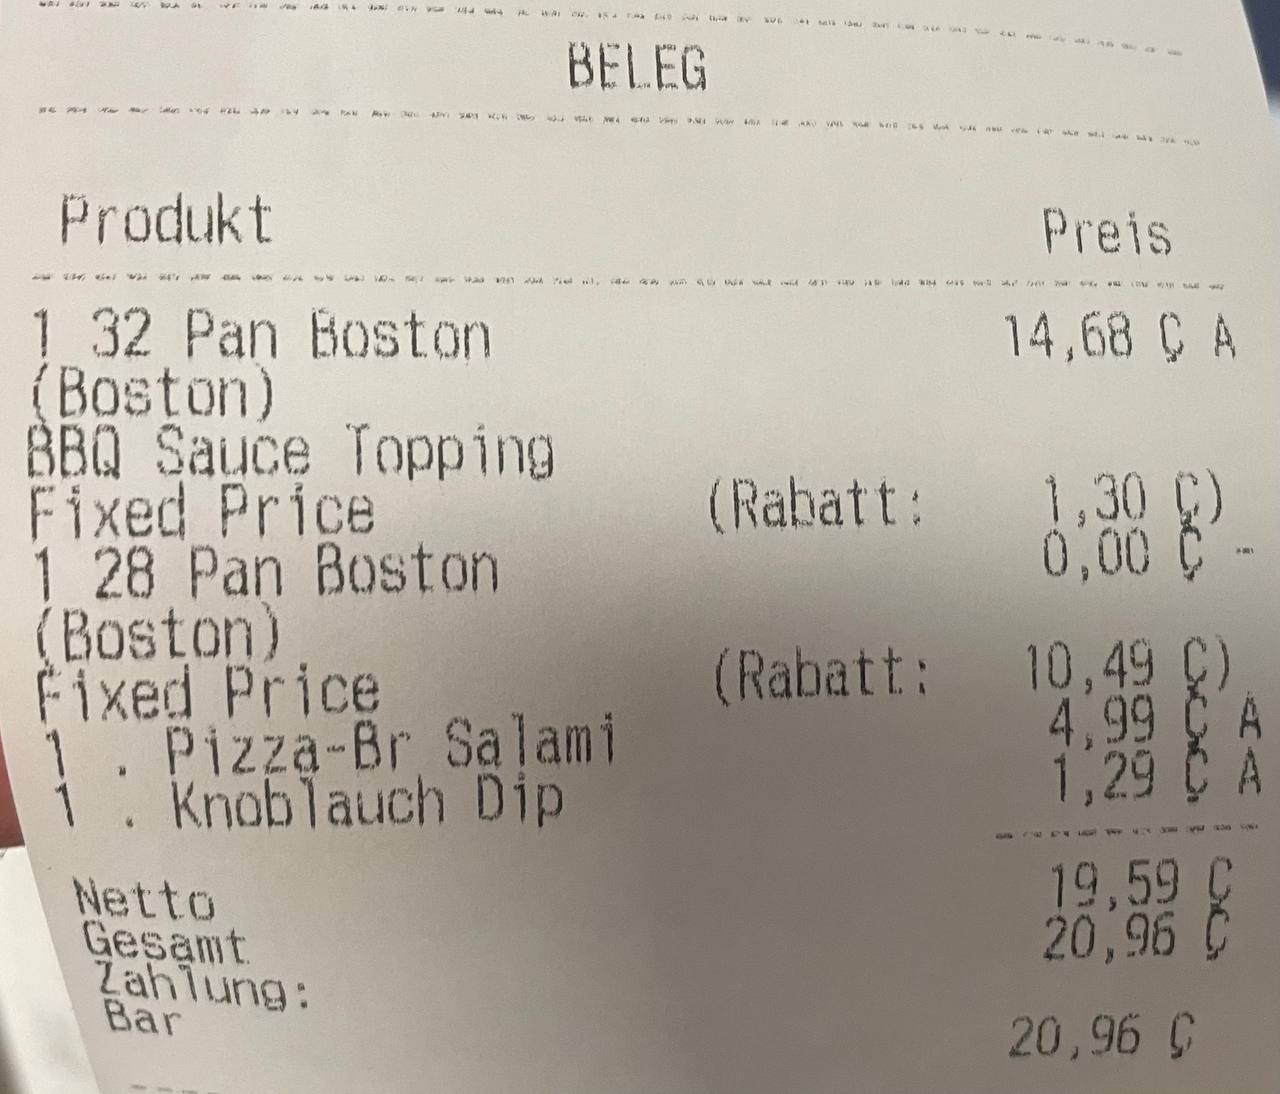 BELEG
Produkt Preis
1 32 Pan Boston 14,68 Ç A
(Boston)
BBQ Sauce Topping
Fixed Price (Rabatt: 1,30 Ç)
1 28 Pan Boston 0,00 Ç -
(Boston)
Fixed Price (Rabatt: 10,49 Ç)
1 . Pizza-Br Salami 4,99 Ç A
1 . Knoblauch Dip 1,29 Ç A
Netto 19,59 Ç
Gesamt 20,96 Ç
Zahlung:
Bar 20,96 Ç